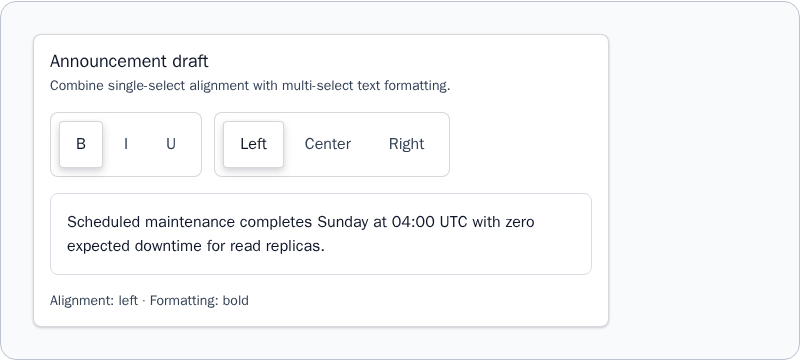 Announcement draft
Combine single-select alignment with multi-select text formatting.
B I U Left Center Right
Scheduled maintenance completes Sunday at 04:00 UTC with zero
expected downtime for read replicas.
Alignment: left · Formatting: bold